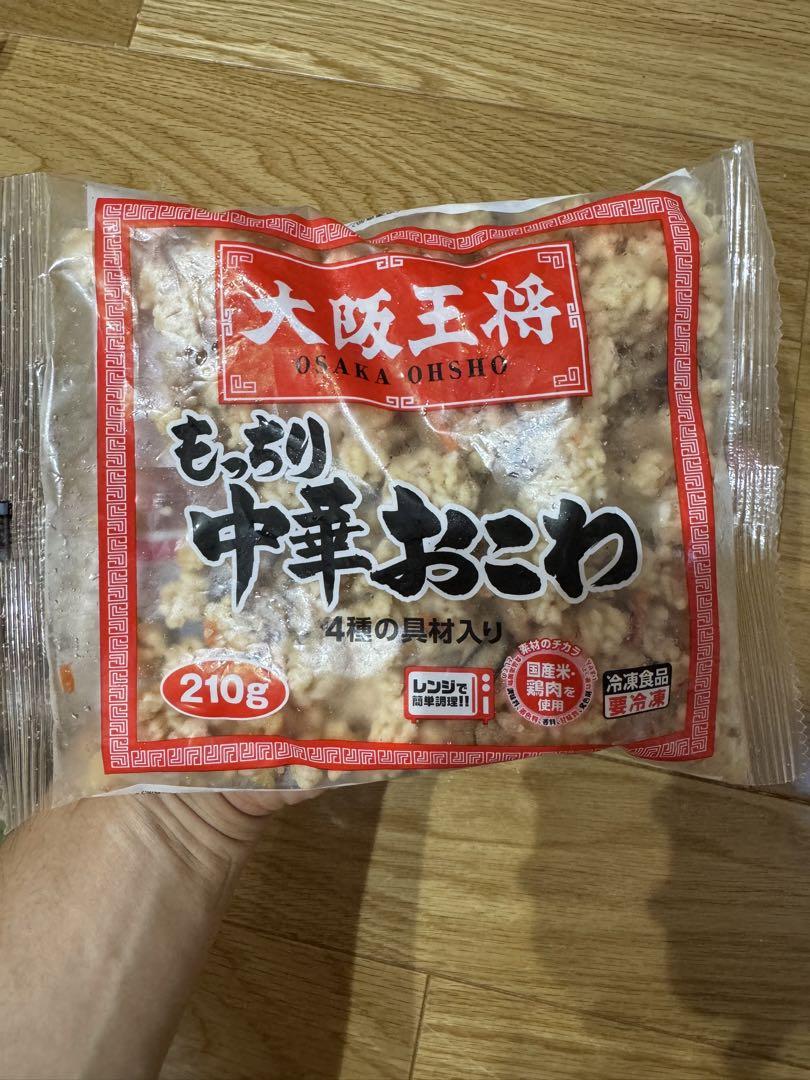 大阪王将
OSAKA OHSHO
もっちり
中華おこわ
4種の具材入り
210g
レンジで
簡単調理!!
素材のチカラ
国産米・
鶏肉を
使用
冷凍食品
要冷凍